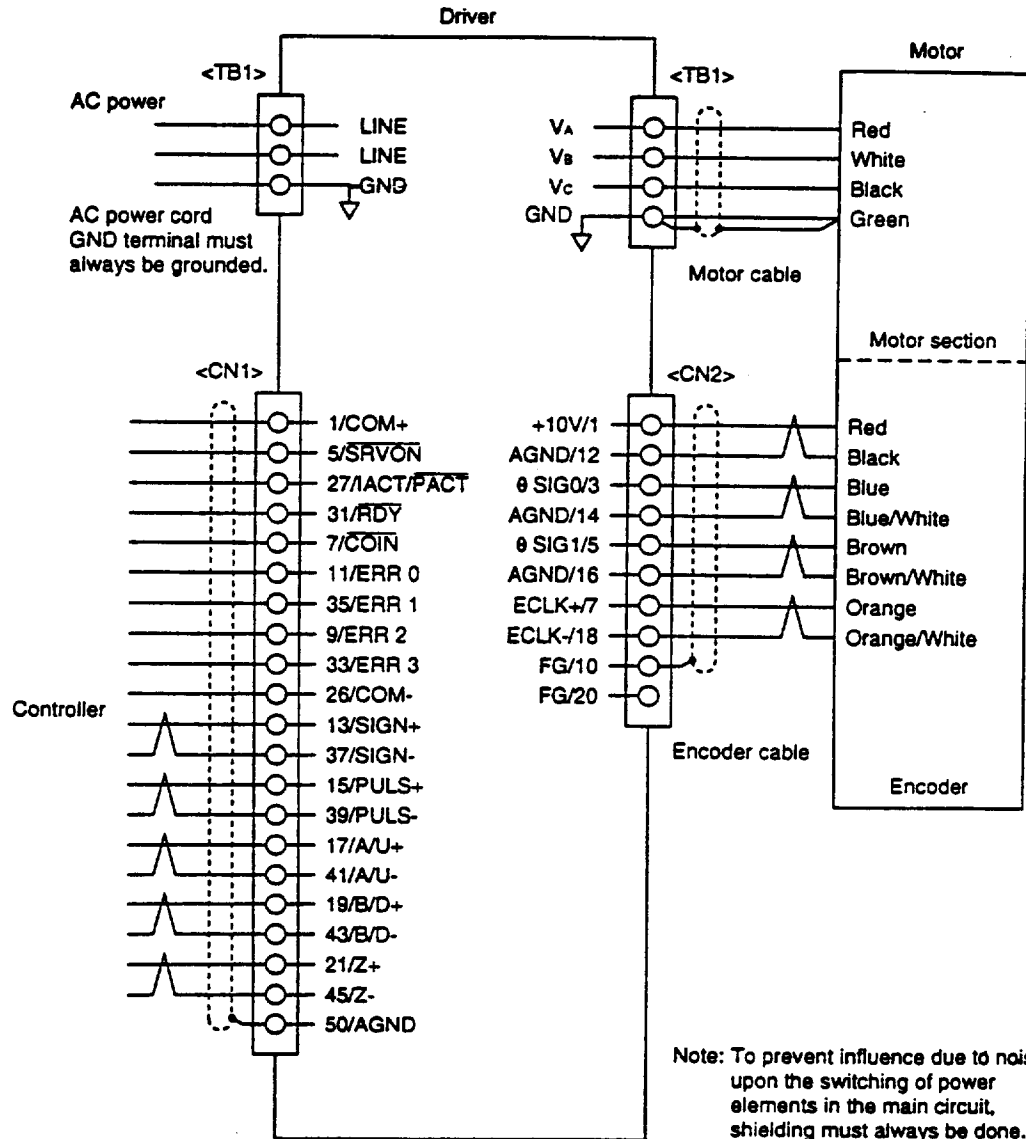 Driver
<TB1>
AC power
LINE
LINE
GND
AC power cord
GND terminal must
always be grounded.
<TB1>
VA
VB
VC
GND
Motor cable
Motor
Red
White
Black
Green
Motor section
<CN1>
1/COM+
5/SRVON
27/IACT/PACT
31/RDY
7/COIN
11/ERR 0
35/ERR 1
9/ERR 2
33/ERR 3
26/COM-
13/SIGN+
37/SIGN-
15/PULS+
39/PULS-
17/A/U+
41/A/U-
19/B/D+
43/B/D-
21/Z+
45/Z-
50/AGND
Controller
<CN2>
+10V/1
AGND/12
θ SIG0/3
AGND/14
θ SIG1/5
AGND/16
ECLK+/7
ECLK-/18
FG/10
FG/20
Encoder cable
Red
Black
Blue
Blue/White
Brown
Brown/White
Orange
Orange/White
Encoder
Note: To prevent influence due to nois
upon the switching of power
elements in the main circuit,
shielding must always be done.